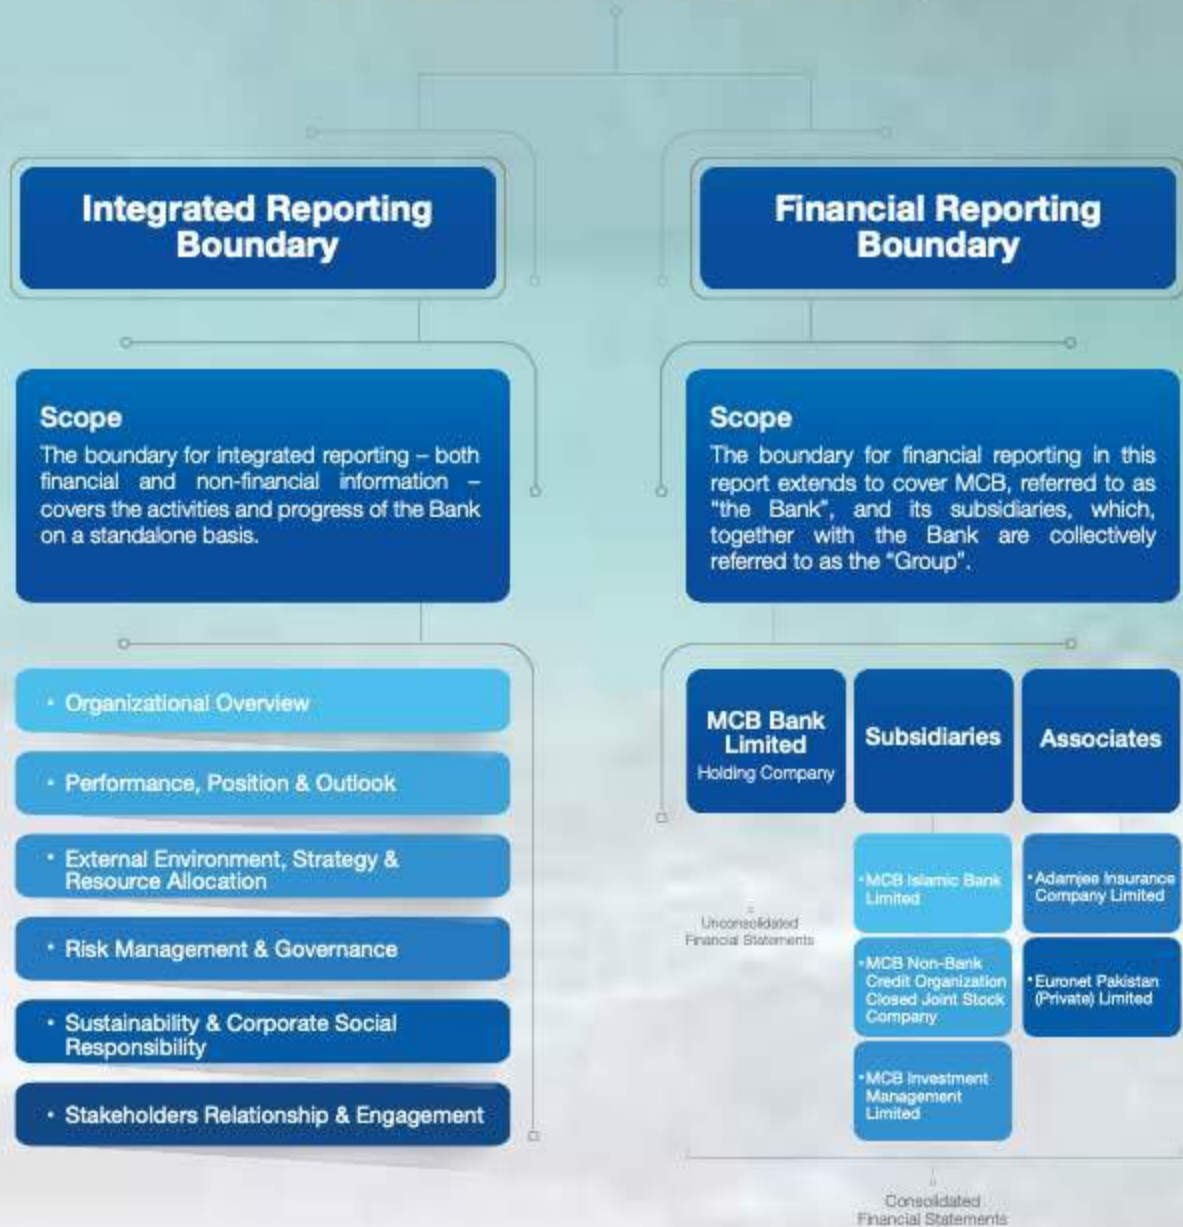 Integrated Reporting
Boundary
Scope
The boundary for integrated reporting – both
financial and non-financial information –
covers the activities and progress of the Bank
on a standalone basis.
• Organizational Overview
• Performance, Position & Outlook
• External Environment, Strategy &
Resource Allocation
• Risk Management & Governance
• Sustainability & Corporate Social
Responsibility
• Stakeholders Relationship & Engagement
Financial Reporting
Boundary
Scope
The boundary for financial reporting in this
report extends to cover MCB, referred to as
"the Bank", and its subsidiaries, which,
together with the Bank are collectively
referred to as the "Group".
MCB Bank
Limited
Holding Company
Unconsolidated
Financial Statements
Subsidiaries
• MCB Islamic Bank
Limited
• MCB Non-Bank
Credit Organization
Closed Joint Stock
Company
• MCB Investment
Management
Limited
Associates
• Adamjee Insurance
Company Limited
• Euronet Pakistan
(Private) Limited
Consolidated
Financial Statements